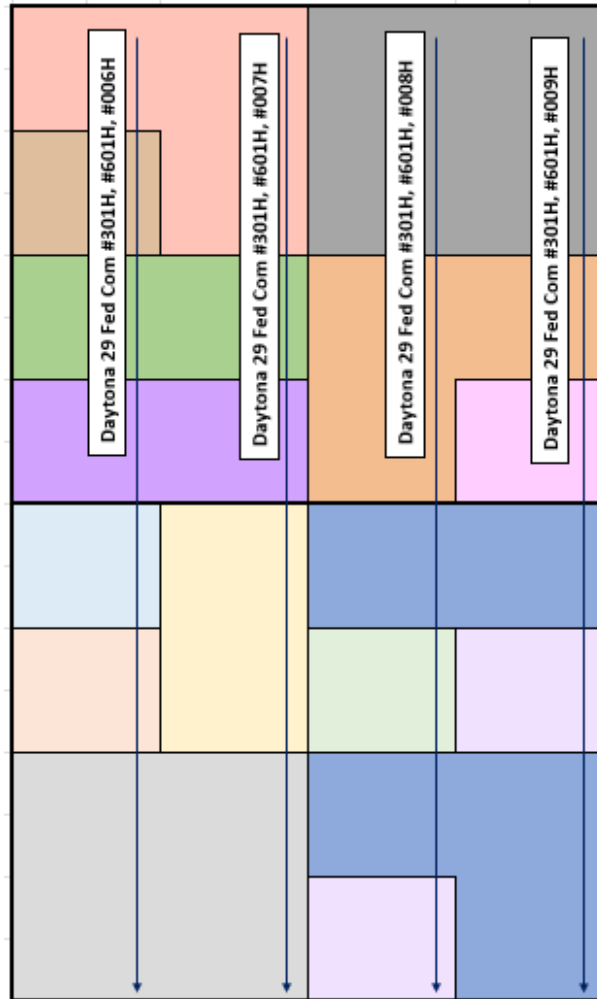 Daytona 29 Fed Com #301H, #601H, #006H
Daytona 29 Fed Com #301H, #601H, #007H
Daytona 29 Fed Com #301H, #601H, #008H
Daytona 29 Fed Com #301H, #601H, #009H